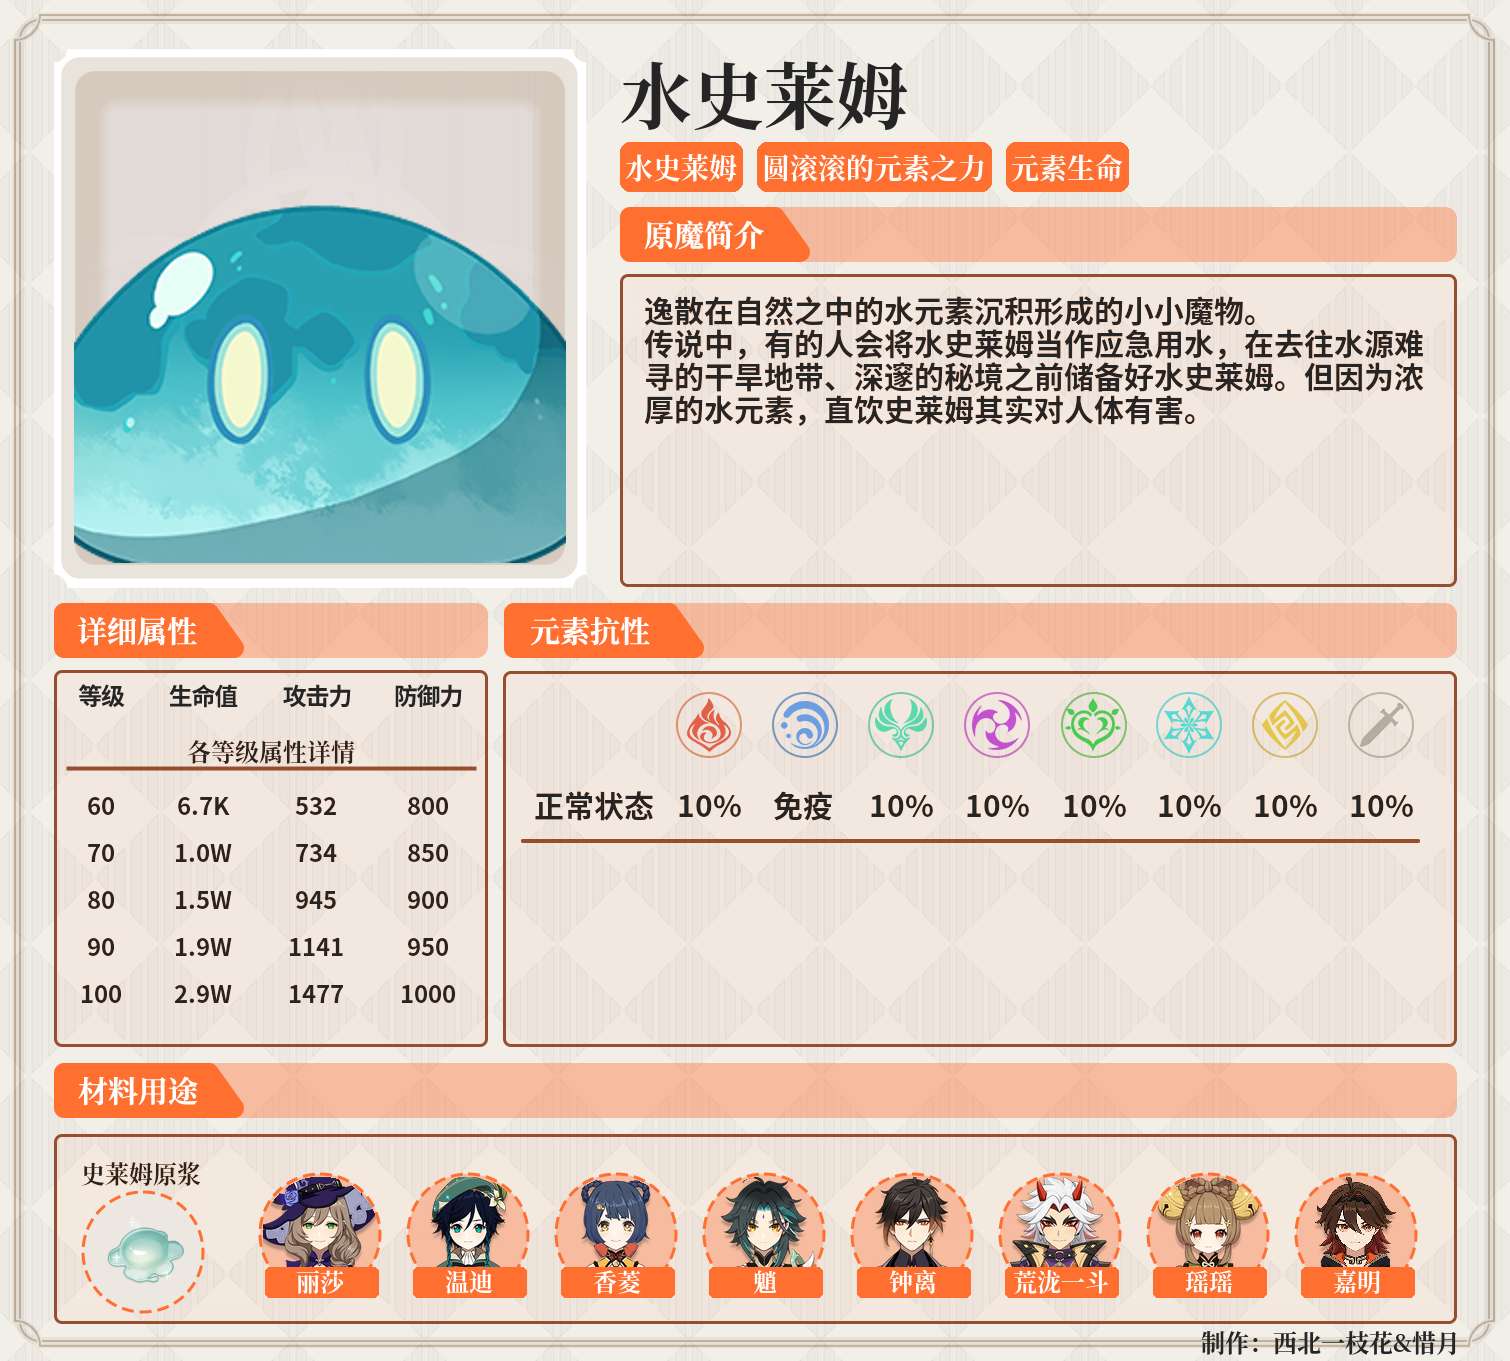 水史莱姆
水史莱姆 圆滚滚的元素之力 元素生命
原魔简介
逸散在自然之中的水元素沉积形成的小小魔物。
传说中，有的人会将水史莱姆当作应急用水，在去往水源难
寻的干旱地带、深邃的秘境之前储备好水史莱姆。但因为浓
厚的水元素，直饮史莱姆其实对人体有害。
详细属性
等级 生命值 攻击力 防御力
各等级属性详情
60 6.7K 532 800
70 1.0W 734 850
80 1.5W 945 900
90 1.9W 1141 950
100 2.9W 1477 1000
元素抗性
正常状态 10% 免疫 10% 10% 10% 10% 10% 10%
材料用途
史莱姆原浆
丽莎 温迪 香菱 魈 钟离 荒泷一斗 瑶瑶 嘉明
制作：西北一枝花&惜月